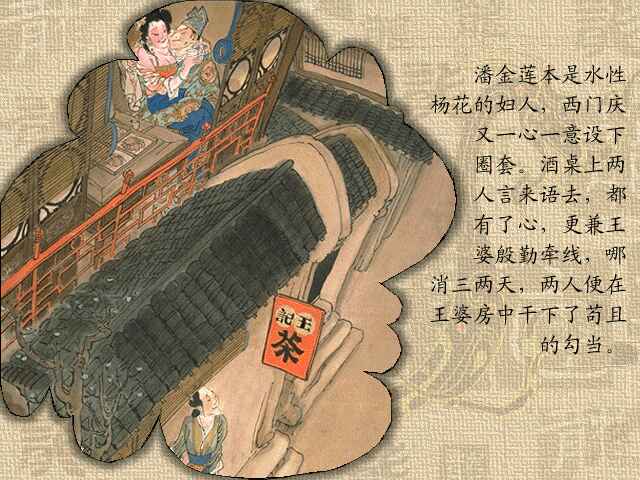 潘金莲本是水性
杨花的妇人，西门庆
又一心一意设下
圈套。酒桌上两
人言来语去，都
有了心，更兼王
婆殷勤牵线，哪
消三两天，两人便在
王婆房中干下了苟且
的勾当。
記王
茶